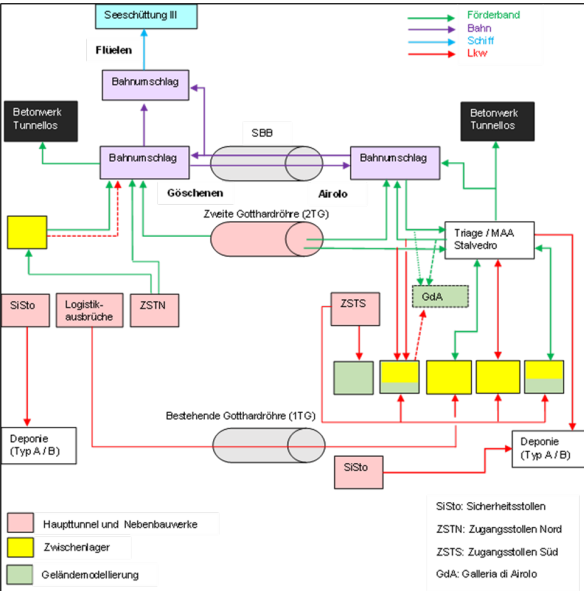 Seeschüttung III
Förderband
Bahn
Schiff
Lkw
Flüelen
Bahnumschlag
Betonwerk
Tunnellos
SBB
Betonwerk
Tunnellos
Bahnumschlag
Bahnumschlag
Göschenen
Airolo
Zweite Gotthardröhre (2TG)
Triage / MAA
Stalvedro
GdA
SiSto
Logistik-
ausbrüche
ZSTN
ZSTS
Bestehende Gotthardröhre (1TG)
Deponie
(Typ A / B)
Deponie
(Typ A / B)
SiSto
SiSto: Sicherheitsstollen
ZSTN: Zugangsstollen Nord
ZSTS: Zugangsstollen Süd
GdA: Galleria di Airolo
Haupttunnel und Nebenbauwerke
Zwischenlager
Geländemodellierung